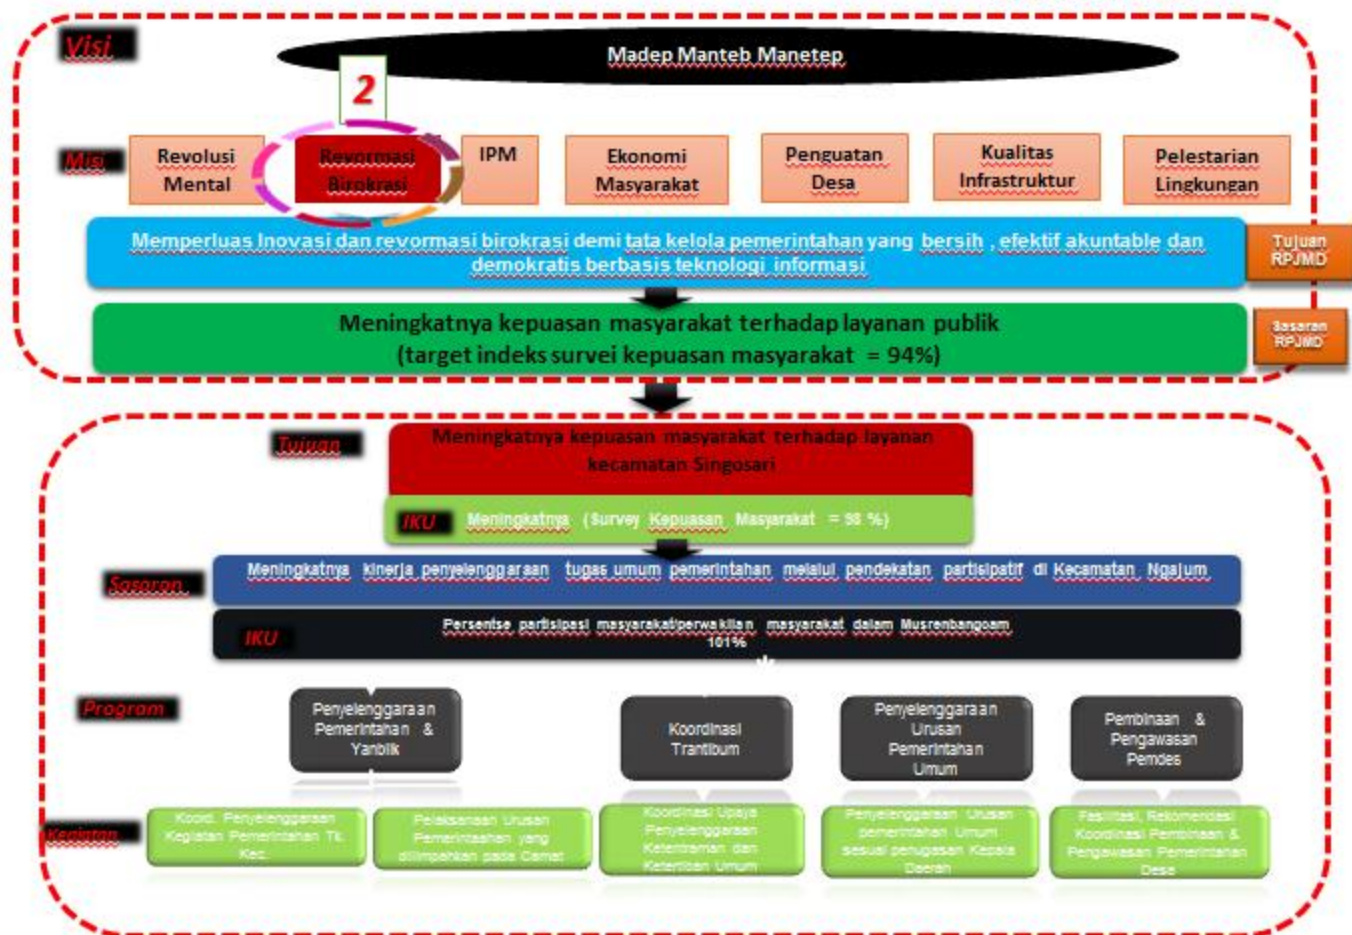 Visi
Madep Manteb Manetep
2
Misi
Revolusi
Mental
Revormasi
Birokrasi
IPM
Ekonomi
Masyarakat
Penguatan
Desa
Kualitas
Infrastruktur
Pelestarian
Lingkungan
Memperluas Inovasi dan revormasi birokrasi demi tata kelola pemerintahan yang bersih , efektif akuntable dan
demokratis berbasis teknologi informasi
Tujuan
RPJMD
Meningkatnya kepuasan masyarakat terhadap layanan publik
(target indeks survei kepuasan masyarakat = 94%)
Sasaran
RPJMD
Tujuan
Meningkatnya kepuasan masyarakat terhadap layanan
kecamatan Singosari
IKU Meningkatnya (Survey Kepuasan Masyarakat = %)
Sasaran
Meningkatnya kinerja penyelenggaraan tugas umum pemerintahan melalui pendekatan partisipatif di Kecamatan Ngajum
IKU
Persentse partisipasi masyarakat/perwakilan masyarakat dalam
101%
Program
Penyelenggaraan
Pemerintahan &
Yanblik
Koordinasi
Trantibum
Penyelenggaraan
Urusan
Pemerintahan
Umum
Pembinaan &
Pengawasan
Pemdes
Kegiatan
Koord. Penyelenggaraan
Kegiatan Pemerintahan Tk.
Kec.
Pelaksanaan Urusan
Pemerintaahan yang
dilimpahkan pada Camat
Koordinasi Upaya
Penyelenggaraan
Ketentraman dan
Ketertiban Umum
Penyelenggaraan Urusan
pemerintahan Umum
sesuai penugasan Kepala
Daerah
Fasilitasi, Rekomendasi
Koordinasi Pembinaan &
Pengawasan Pemerintahan
Desa